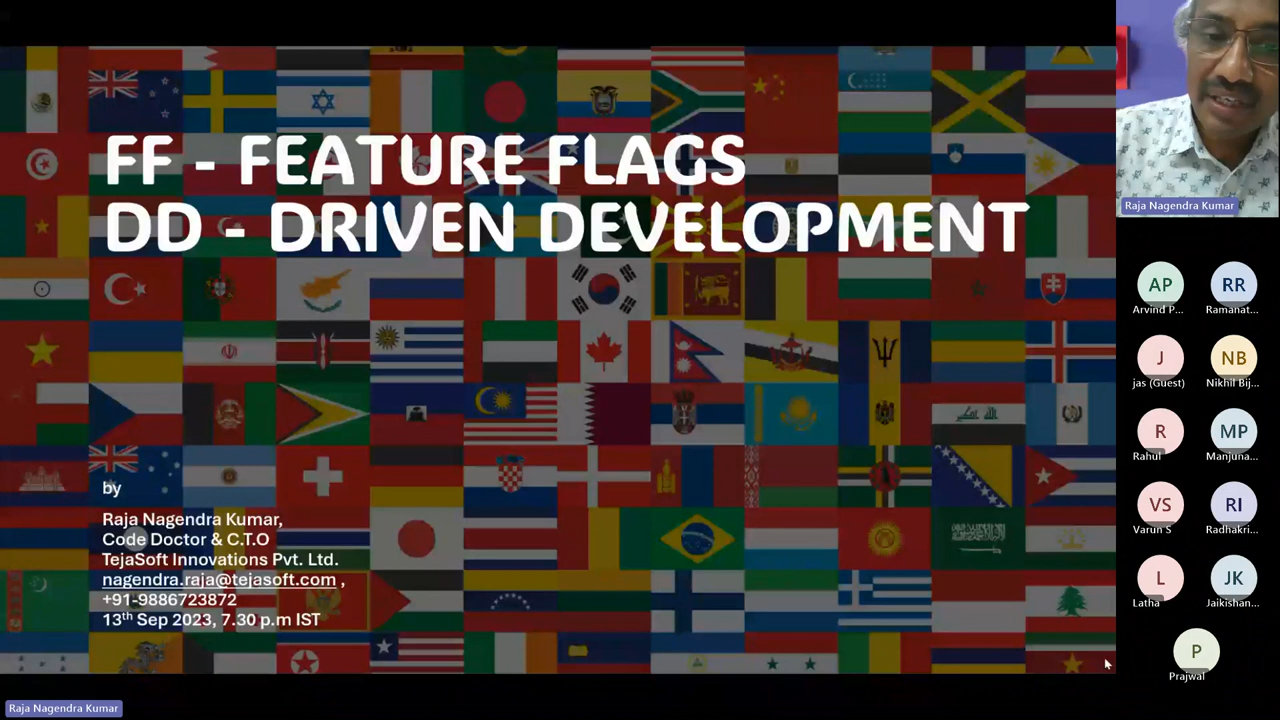 FF - FEATURE FLAGS
DD - DRIVEN DEVELOPMENT
by
Raja Nagendra Kumar,
Code Doctor & C.T.O
TejaSoft Innovations Pvt. Ltd.
nagendra.raja@tejasoft.com ,
+91-9886723872
13th Sep 2023, 7.30 p.m IST
Raja Nagendra Kumar
Raja Nagendra Kumar
AP
RR
Arvind P...
Ramanat...
J
NB
jas (Guest)
Nikhil Bij...
R
MP
Rahul
Manjuna...
VS
RI
Varun S
Radhakri...
L
JK
Latha
Jaikishan...
P
Prajwal